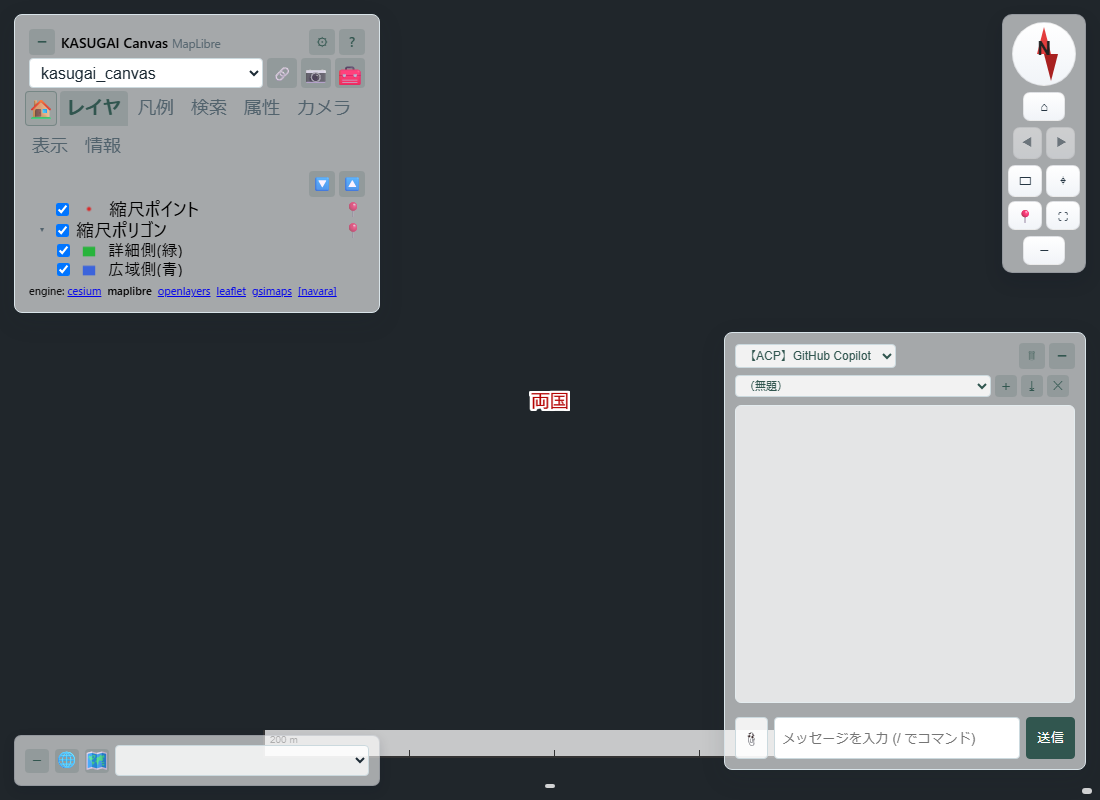 KASUGAI Canvas MapLibre
?
kasugai_canvas
レイヤ 凡例 検索 属性 カメラ
表示 情報
縮尺ポイント
縮尺ポリゴン
詳細側(緑)
広域側(青)
engine: cesium maplibre openlayers leaflet gsimaps [navara]
N
両国
【ACP】GitHub Copilot
（無題）
メッセージを入力 (/ でコマンド)
送信
200 m